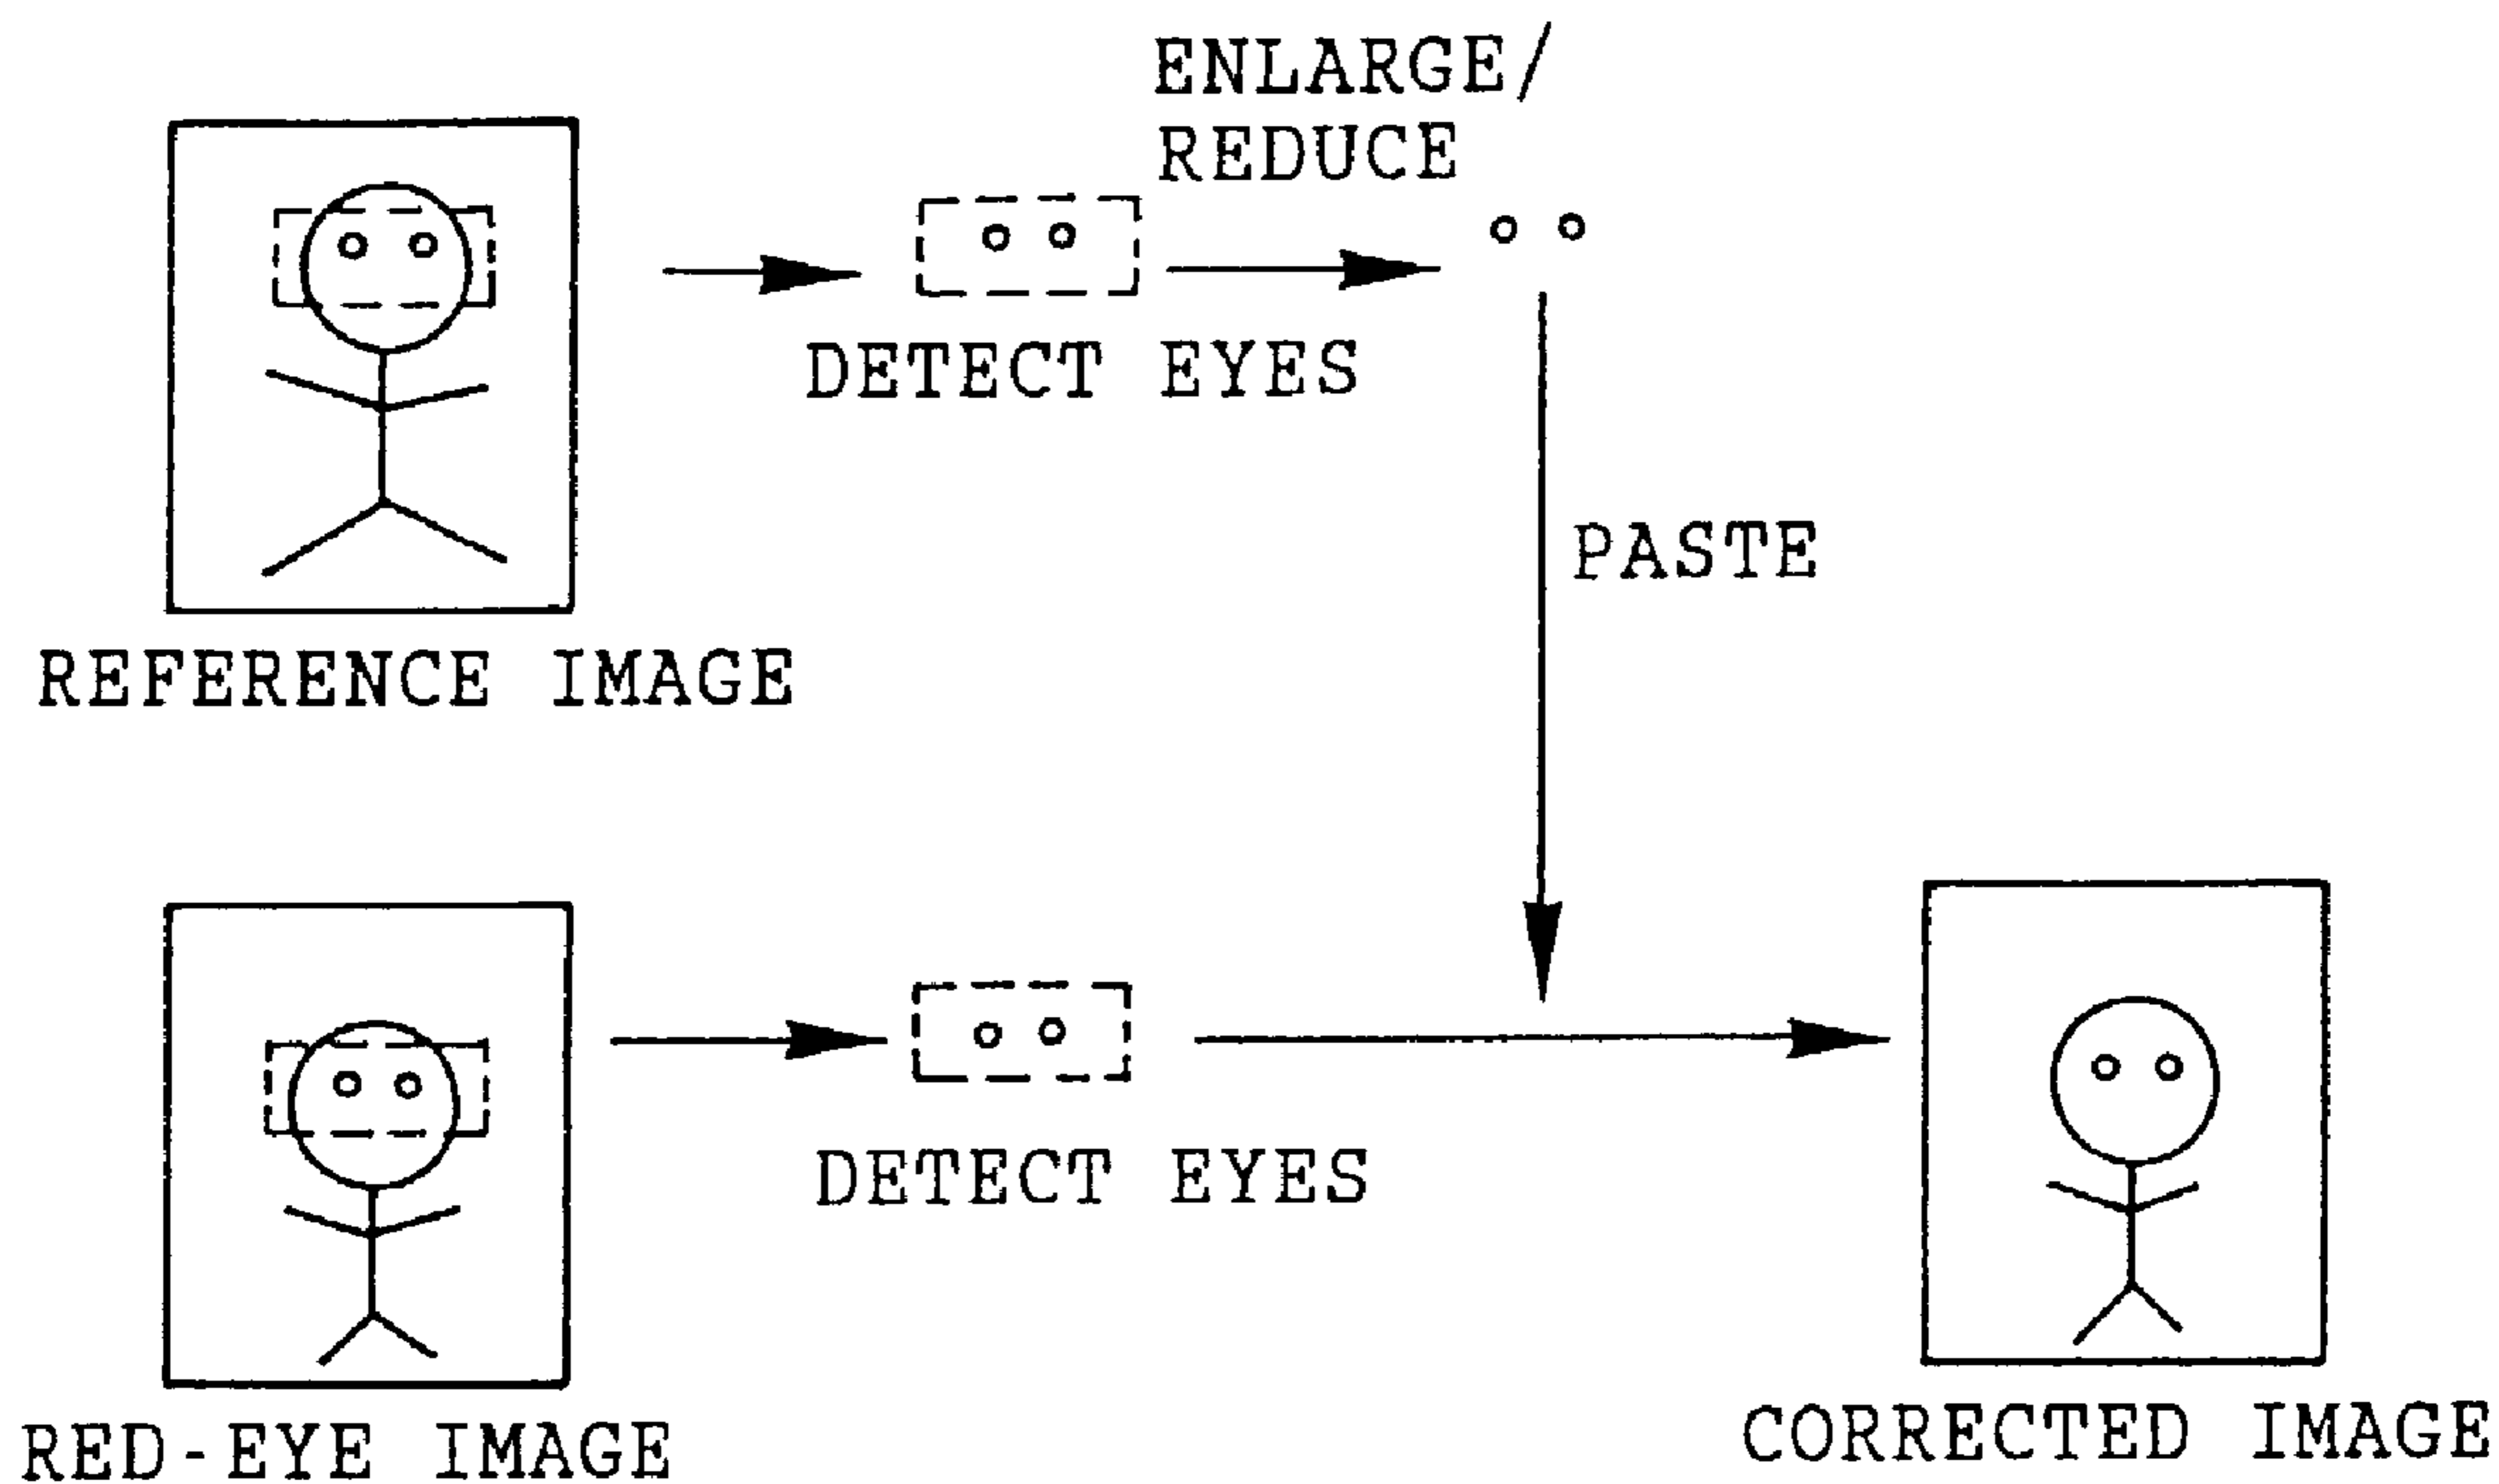 ENLARGE/
REDUCE
DETECT EYES
PASTE
REFERENCE IMAGE
DETECT EYES
RED-EYE IMAGE
CORRECTED IMAGE